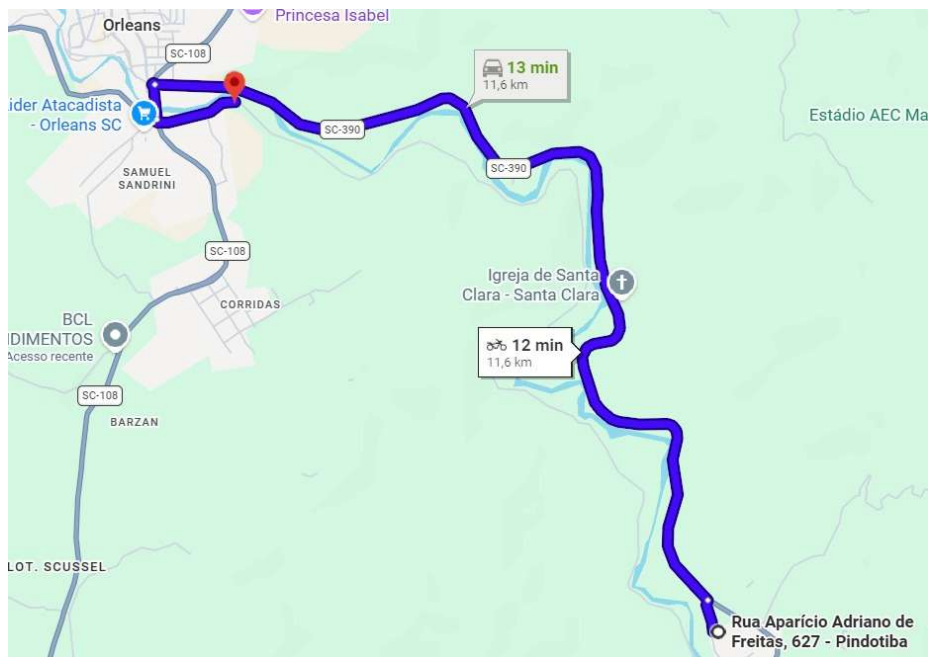 Princesa Isabel
Orleans
SC-108
13 min
11,6 km
ider Atacadista
- Orleans SC
Estádio AEC Ma
SC-390
SC-390
SAMUEL
SANDRINI
SC-108
Igreja de Santa
Clara - Santa Clara
CORRIDAS
BCL
NDIMENTOS
Acesso recente
12 min
11,6 km
SC-108
BARZAN
LOT. SCUSSEL
Rua Aparício Adriano de
Freitas, 627 - Pindotiba